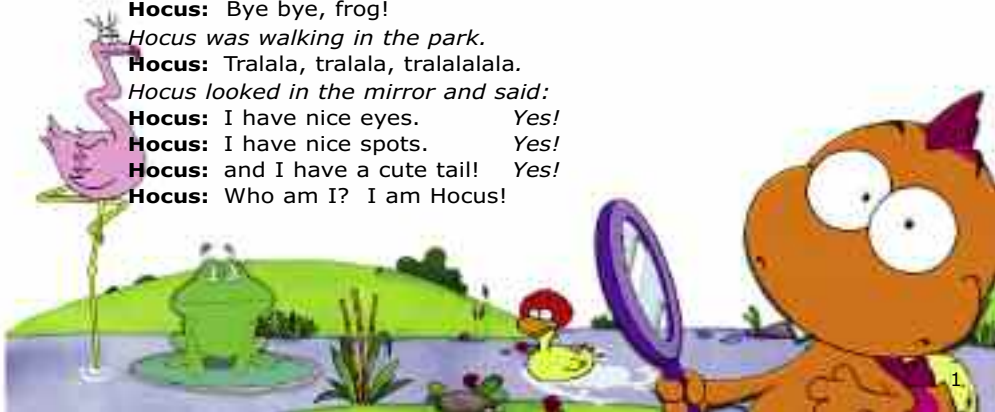 Hocus: Bye bye, frog!
Hocus was walking in the park.
Hocus: Tralala, tralala, tralalalala.
Hocus looked in the mirror and said:
Hocus: I have nice eyes. Yes!
Hocus: I have nice spots. Yes!
Hocus: and I have a cute tail! Yes!
Hocus: Who am I? I am Hocus!
1